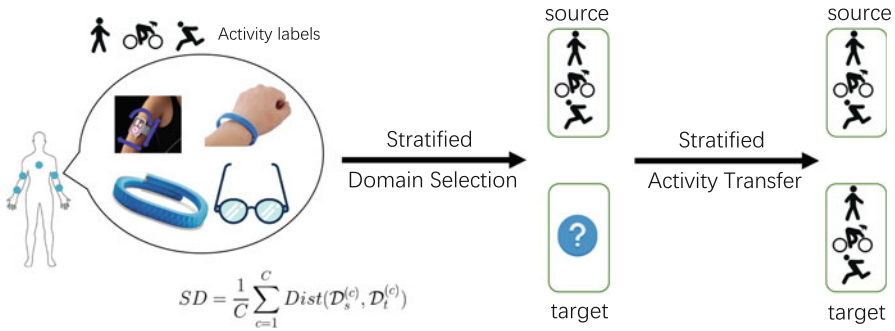 Activity labels
source
source
Stratified
Domain Selection
Stratified
Activity Transfer
?
SD = \frac{1}{C} \sum_{c=1}^{C} Dist(\mathcal{D}_s^{(c)}, \mathcal{D}_t^{(c)})
target
target